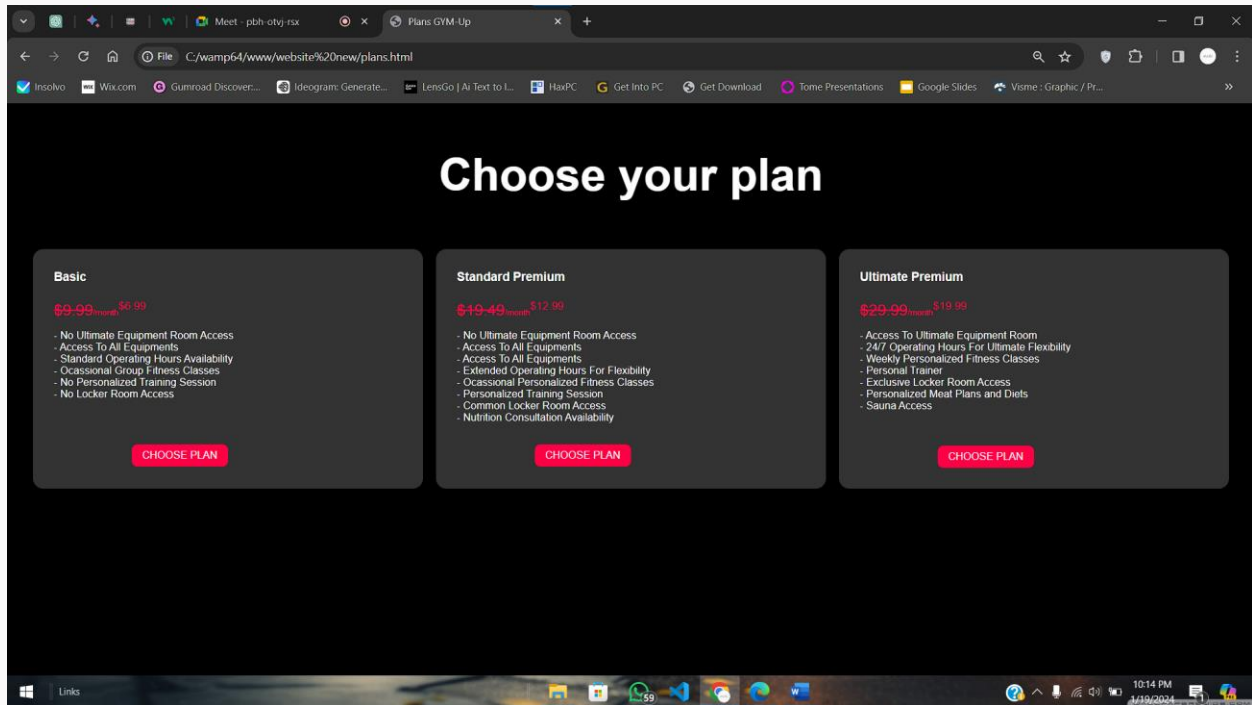 Meet - pbh-otvj-rsx
Plans GYM-Up
File C:/wamp64/www/website%20new/plans.html
Insolvo Wix.com Gumroad Discover:... Ideogram: Generate... LensGo | Ai Text to I... HaxPC Get Into PC Get Download Tome Presentations Google Slides Visme : Graphic / Pr...
Choose your plan
Basic
$9.99/month$6.99
- No Ultimate Equipment Room Access
- Access To All Equipments
- Standard Operating Hours Availability
- Ocassional Group Fitness Classes
- No Personalized Training Session
- No Locker Room Access
CHOOSE PLAN
Standard Premium
$19.49/month$12.99
- No Ultimate Equipment Room Access
- Access To All Equipments
- Access To All Equipments
- Extended Operating Hours For Flexibility
- Ocassional Personalized Fitness Classes
- Personalized Training Session
- Common Locker Room Access
- Nutrition Consultation Availability
CHOOSE PLAN
Ultimate Premium
$29.99/month$19.99
- Access To Ultimate Equipment Room
- 24/7 Operating Hours For Ultimate Flexibility
- Weekly Personalized Fitness Classes
- Personal Trainer
- Exclusive Locker Room Access
- Personalized Meat Plans and Diets
- Sauna Access
CHOOSE PLAN
Links
59
10:14 PM
1/19/2024